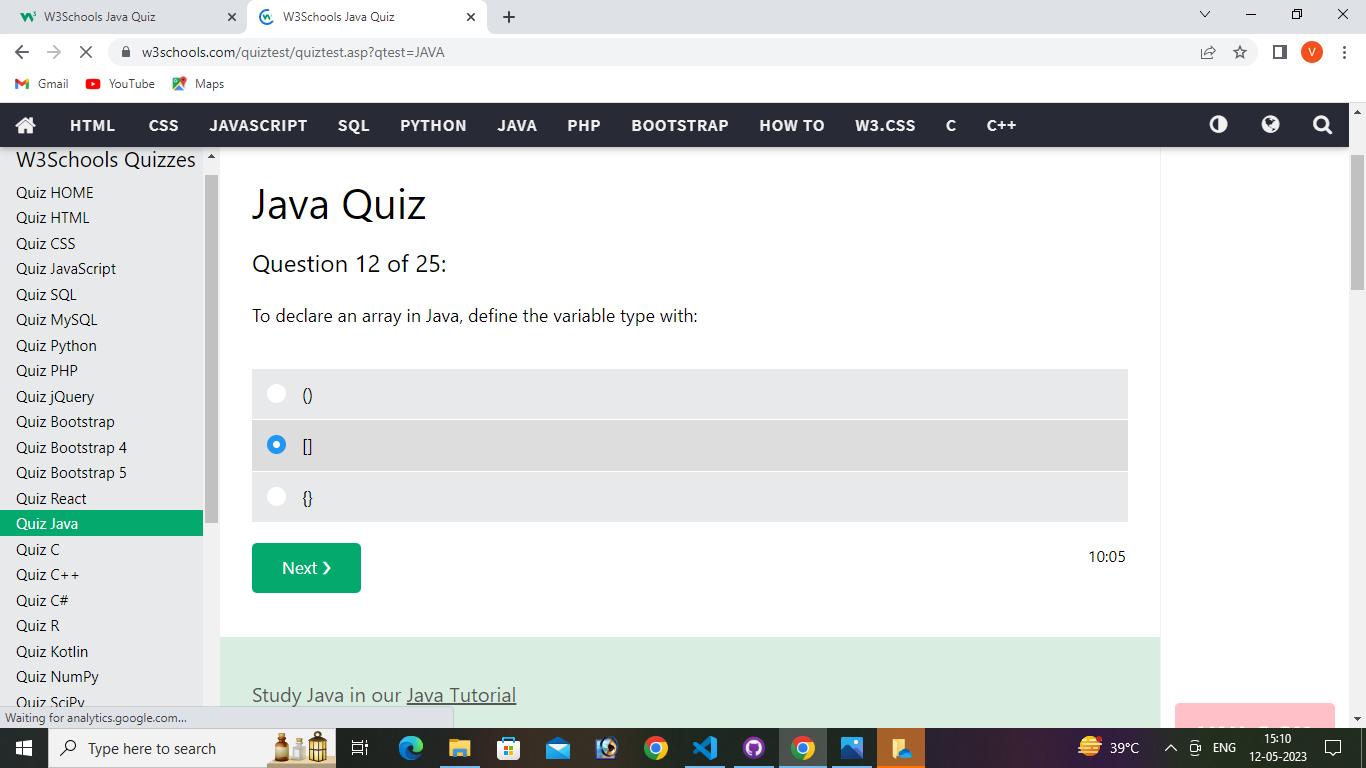 W3Schools Java Quiz
W3Schools Java Quiz
w3schools.com/quiztest/quiztest.asp?qtest=JAVA
V
Gmail
YouTube
Maps
HTML CSS JAVASCRIPT SQL PYTHON JAVA PHP BOOTSTRAP HOW TO W3.CSS C C++
W3Schools Quizzes
Quiz HOME
Quiz HTML
Quiz CSS
Quiz JavaScript
Quiz SQL
Quiz MySQL
Quiz Python
Quiz PHP
Quiz jQuery
Quiz Bootstrap
Quiz Bootstrap 4
Quiz Bootstrap 5
Quiz React
Quiz Java
Quiz C
Quiz C++
Quiz C#
Quiz R
Quiz Kotlin
Quiz NumPy
Quiz SciPy
Java Quiz
Question 12 of 25:
To declare an array in Java, define the variable type with:
()
[]
{}
Next ❯
10:05
Study Java in our Java Tutorial
Waiting for analytics.google.com...
Type here to search
39°C
ENG
15:10
12-05-2023